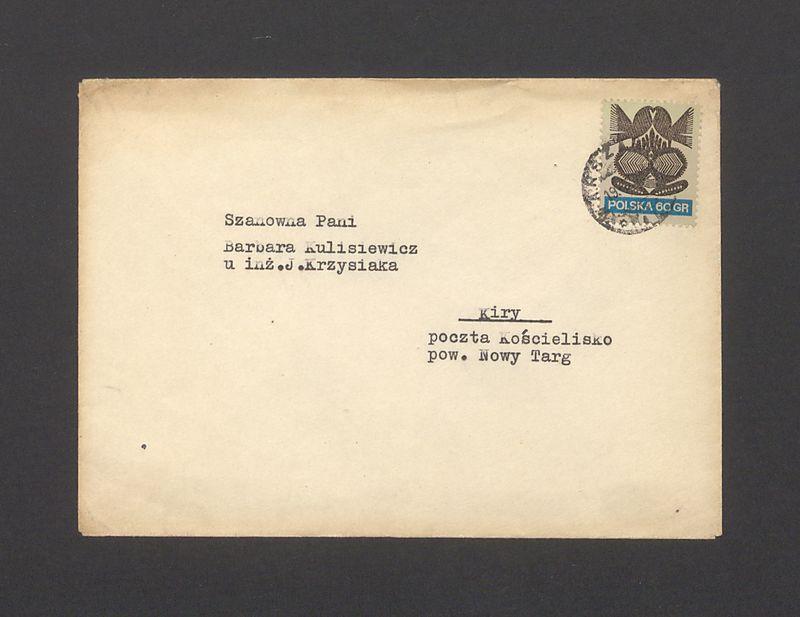 POLSKA 60 GR
Szanowna Pani
Barbara Kulisiewicz
u inż.J.Krzysiaka
Kiry
poczta Kościelisko
pow. Nowy Targ